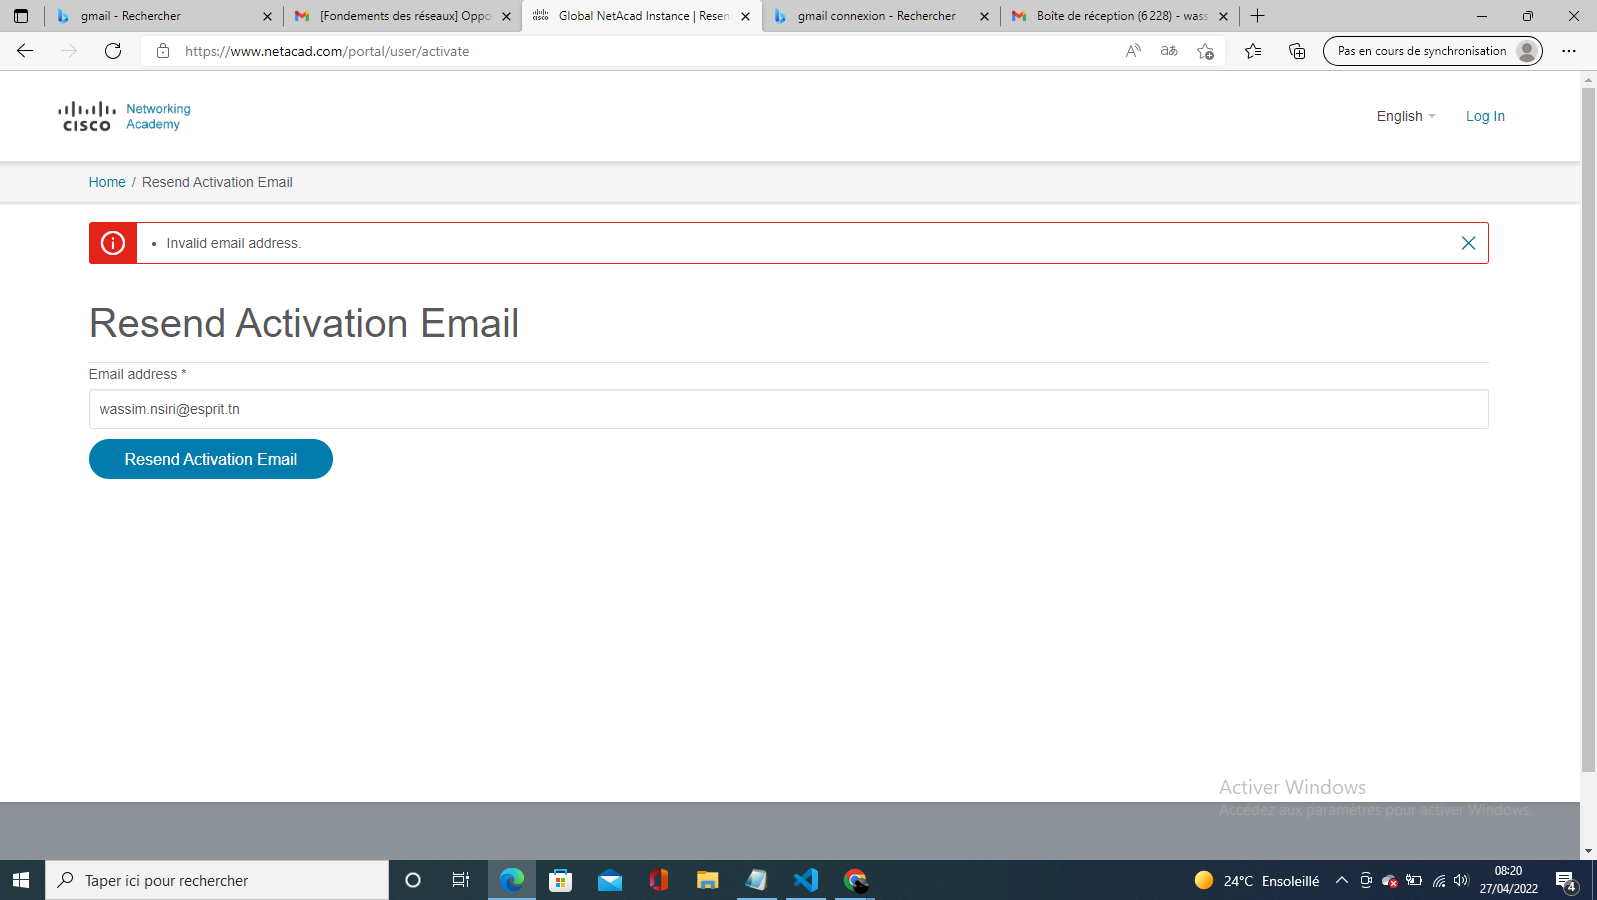 gmail - Rechercher
[Fondements des réseaux] Oppo
Global NetAcad Instance | Resen
gmail connexion - Rechercher
Boîte de réception (6 228) - wass
https://www.netacad.com/portal/user/activate
Pas en cours de synchronisation
CISCO
Networking
Academy
English
Log In
Home / Resend Activation Email
• Invalid email address.
Resend Activation Email
Email address *
wassim.nsiri@esprit.tn
Resend Activation Email
Activer Windows
Accédez aux paramètres pour activer Windows.
Taper ici pour rechercher
24°C Ensoleillé
08:20
27/04/2022
4